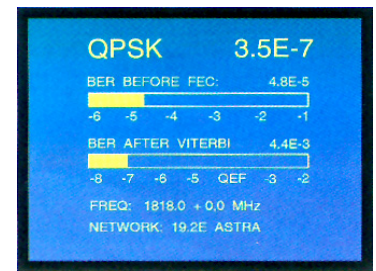 QPSK 3.5E-7
BER BEFORE FEC: 4.8E-5
-6 -5 -4 -3 -2 -1
BER AFTER VITERBI 4.4E-3
-8 -7 -6 -5 QEF -3 -2
FREQ: 1818.0 +0,0 MHz
NETWORK: 19.2E ASTRA